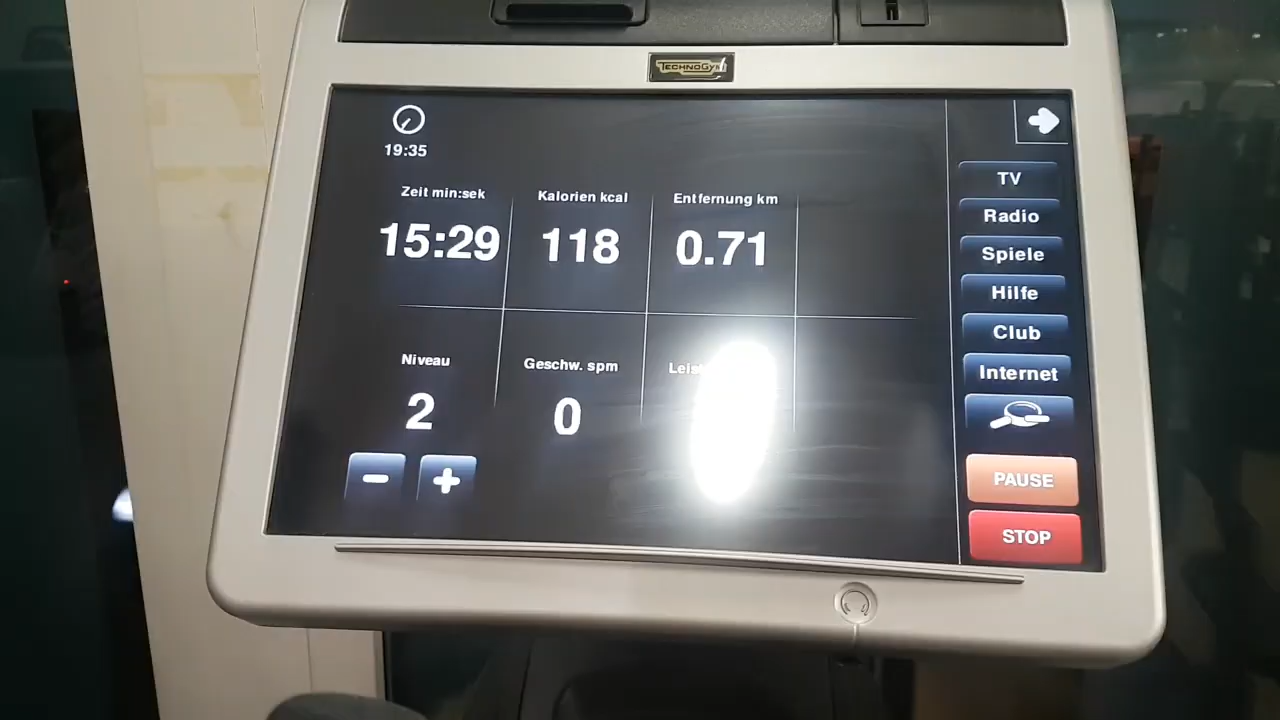 TECHNOGYM
19:35
Zeit min:sek
Kalorien kcal
Entfernung km
15:29
118
0.71
Niveau
Geschw. spm
2
0
TV
Radio
Spiele
Hilfe
Club
Internet
PAUSE
STOP